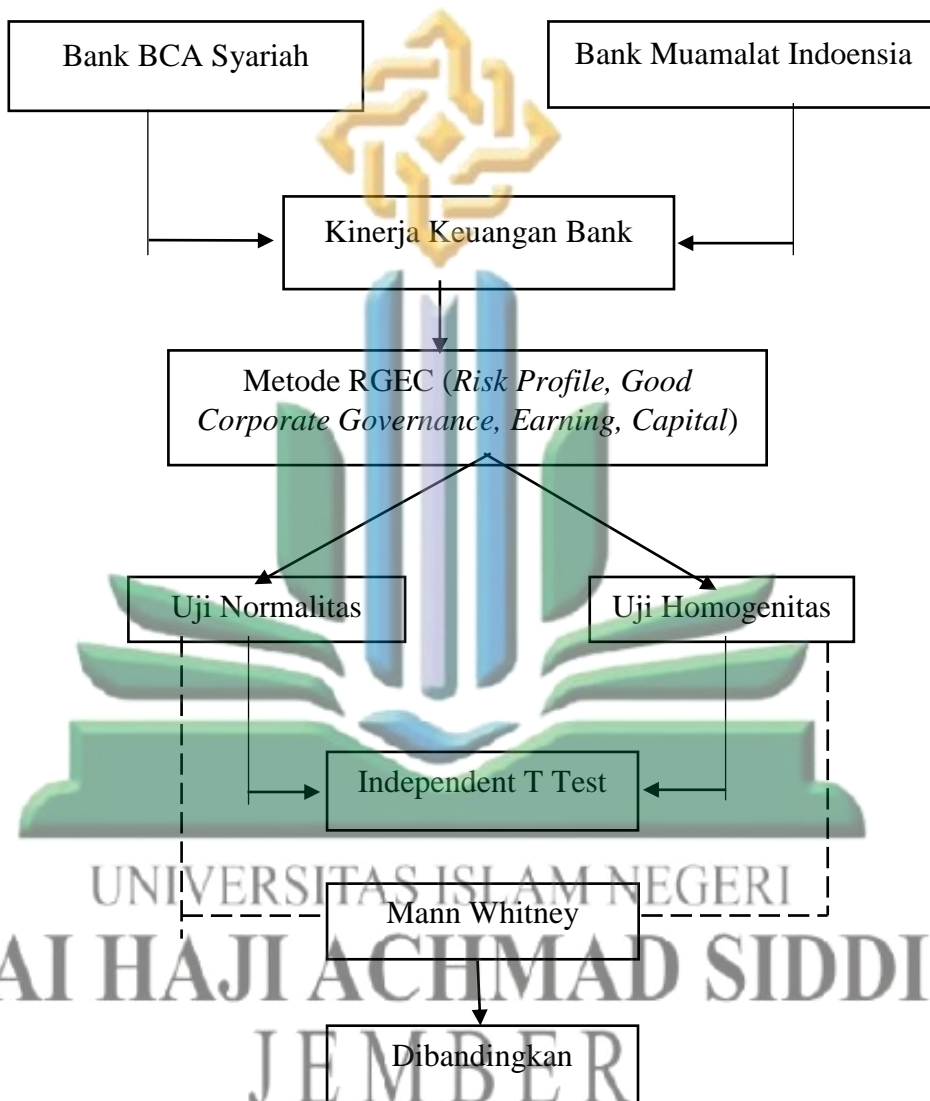 Bank BCA Syariah
Bank Muamalat Indoensia
Kinerja Keuangan Bank
Metode RGEC (Risk Profile, Good
Corporate Governance, Earning, Capital)
Uji Normalitas
Uji Homogenitas
Independent T Test
UNIVERSITAS ISLAM NEGERI
Mann Whitney
AI HAJI ACHMAD SIDDI
Dibandingkan
JEMBER